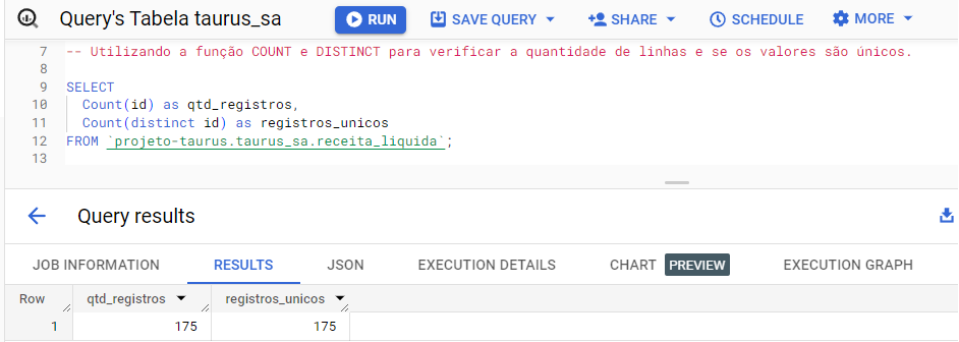 Query's Tabela taurus_sa RUN SAVE QUERY SHARE SCHEDULE MORE
7 -- Utilizando a função COUNT e DISTINCT para verificar a quantidade de linhas e se os valores são únicos.
8
9 SELECT
10 Count(id) as qtd_registros,
11 Count(distinct id) as registros_unicos
12 FROM `projeto-taurus.taurus_sa.receita_liquida`;
13
Query results
JOB INFORMATION RESULTS JSON EXECUTION DETAILS CHART PREVIEW EXECUTION GRAPH
Row qtd_registros registros_unicos
1 175 175